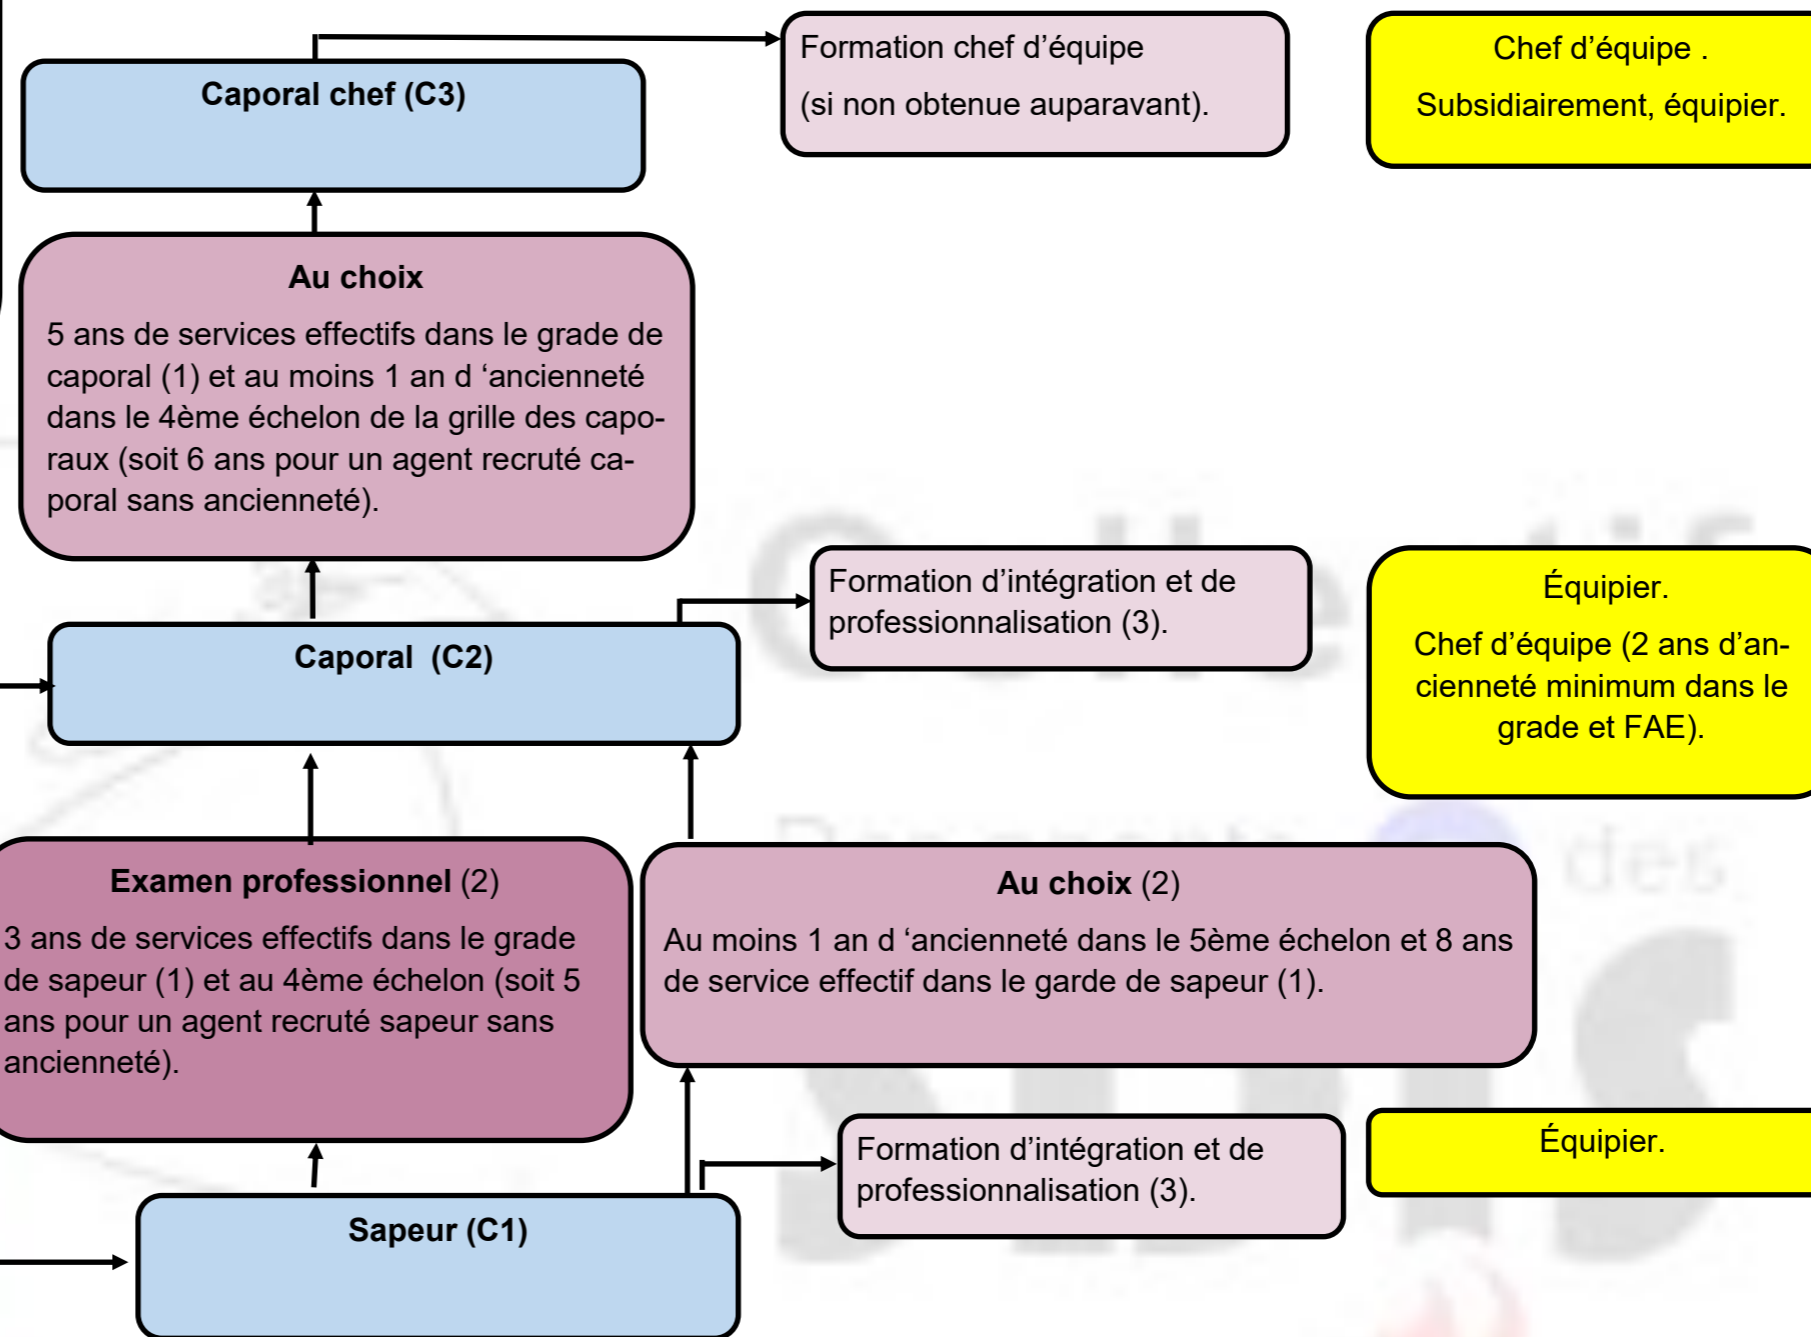 Formation chef d’équipe
(si non obtenue auparavant).
Chef d’équipe .
Subsidiairement, équipier.
Caporal chef (C3)
Au choix
5 ans de services effectifs dans le grade de
caporal (1) et au moins 1 an d ‘ancienneté
dans le 4ème échelon de la grille des capo-
raux (soit 6 ans pour un agent recruté ca-
poral sans ancienneté).
Formation d’intégration et de
professionnalisation (3).
Équipier.
Chef d’équipe (2 ans d’an-
cienneté minimum dans le
grade et FAE).
Caporal (C2)
Examen professionnel (2)
3 ans de services effectifs dans le grade
de sapeur (1) et au 4ème échelon (soit 5
ans pour un agent recruté sapeur sans
ancienneté).
Au choix (2)
Au moins 1 an d ‘ancienneté dans le 5ème échelon et 8 ans
de service effectif dans le garde de sapeur (1).
Formation d’intégration et de
professionnalisation (3).
Équipier.
Sapeur (C1)
des